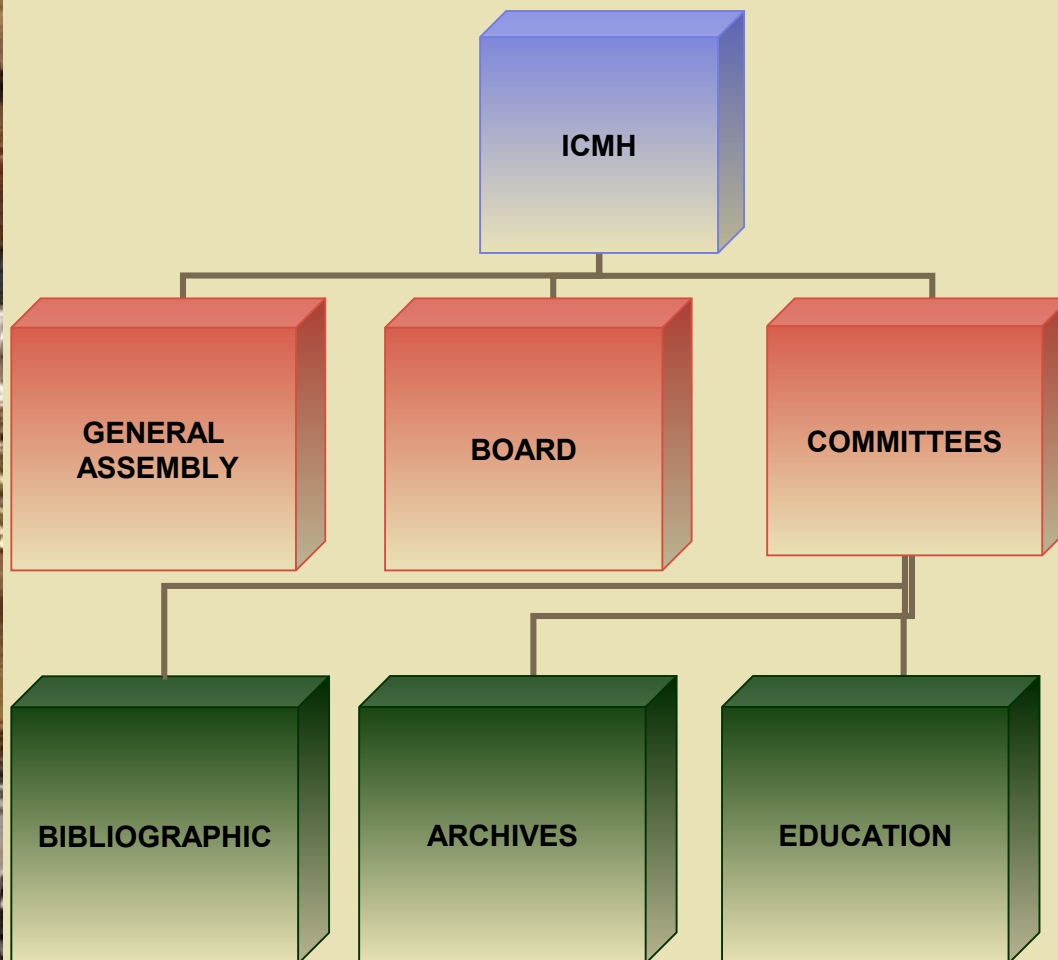 ICMH
GENERAL
ASSEMBLY
BOARD
COMMITTEES
BIBLIOGRAPHIC
ARCHIVES
EDUCATION